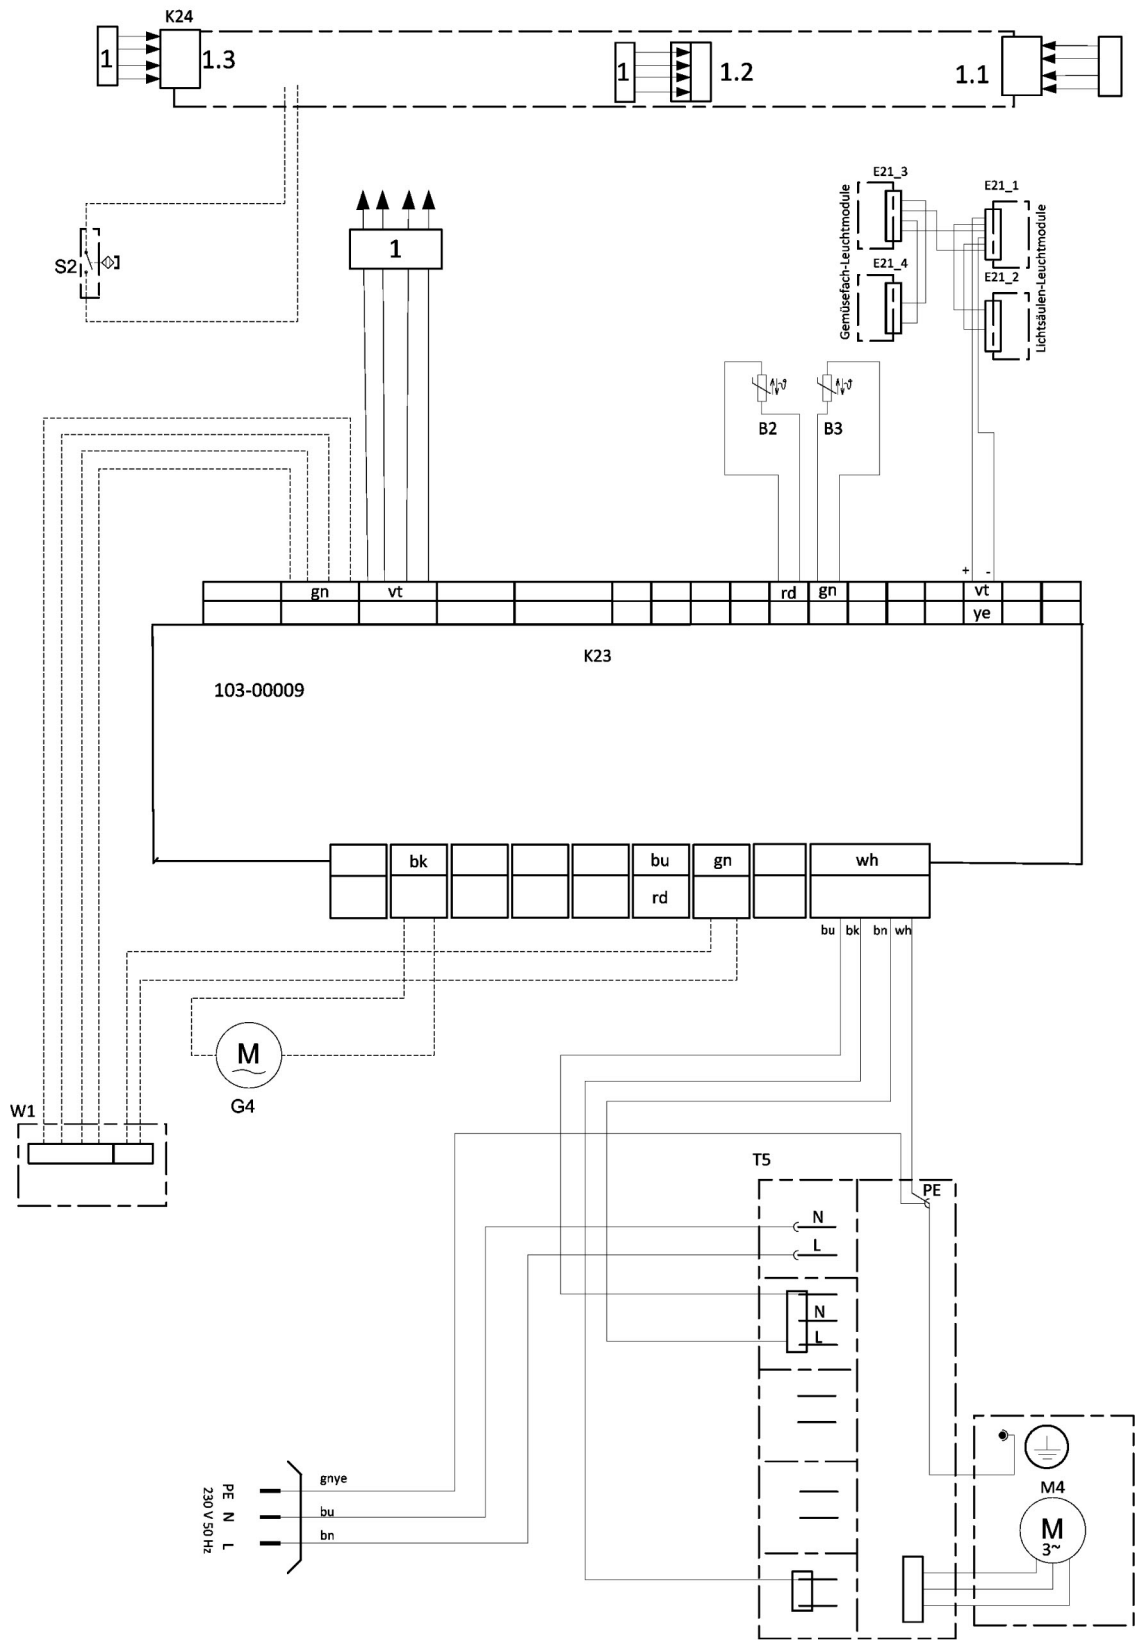 K24
1
1.3
1
1.2
1.1
S2
1
E21_3
E21_1
Gemüsefach-Leuchtmodule
E21_4
E21_2
Lichtsäulen-Leuchtmodule
B2
B3
+ -
gn
vt
rd
gn
vt
ye
K23
103-00009
bk
bu
gn
wh
rd
bu bk bn wh
M
G4
W1
T5
PE
N
L
N
L
PE
N
L
230 V 50 Hz
gnye
bu
bn
M4
M
3~